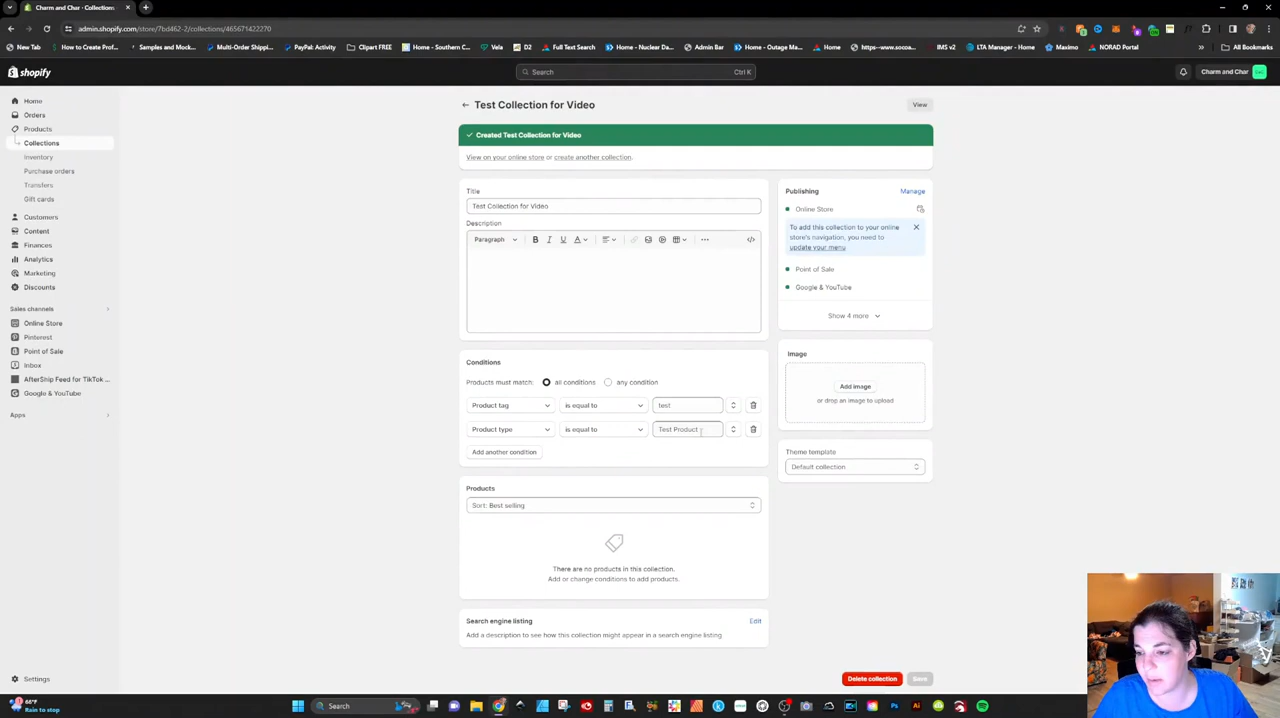 Charm and Char · Collections
admin.shopify.com/store/7bd462-2/collections/465671422270
New Tab
How to Create Prof...
Samples and Mock...
Multi-Order Shippi...
PayPal: Activity
Clipart FREE
Home - Southern C...
Vela
D2
Full Text Search
Home - Nuclear Da...
Admin Bar
Home - Outage Ma...
Home
https--www.socoa...
IMS v2
LTA Manager - Home
Maximo
NORAD Portal
All Bookmarks
shopify
Search
Ctrl K
Charm and Char
Home
Orders
Products
Collections
Inventory
Purchase orders
Transfers
Gift cards
Customers
Content
Finances
Analytics
Marketing
Discounts
Sales channels
Online Store
Pinterest
Point of Sale
Inbox
AfterShip Feed for TikTok ...
Google & YouTube
Apps
Settings
Test Collection for Video
View
Created Test Collection for Video
View on your online store or create another collection.
Title
Test Collection for Video
Description
Paragraph
B I U A
Conditions
Products must match: all conditions any condition
Product tag is equal to test
Product type is equal to Test Product
Add another condition
Products
Sort: Best selling
There are no products in this collection.
Add or change conditions to add products.
Search engine listing
Edit
Add a description to see how this collection might appear in a search engine listing
Publishing
Manage
Online Store
To add this collection to your online
store's navigation, you need to
update your menu
Point of Sale
Google & YouTube
Show 4 more
Image
Add image
or drop an image to upload
Theme template
Default collection
Delete collection
Save
66°F
Rain to stop
Search